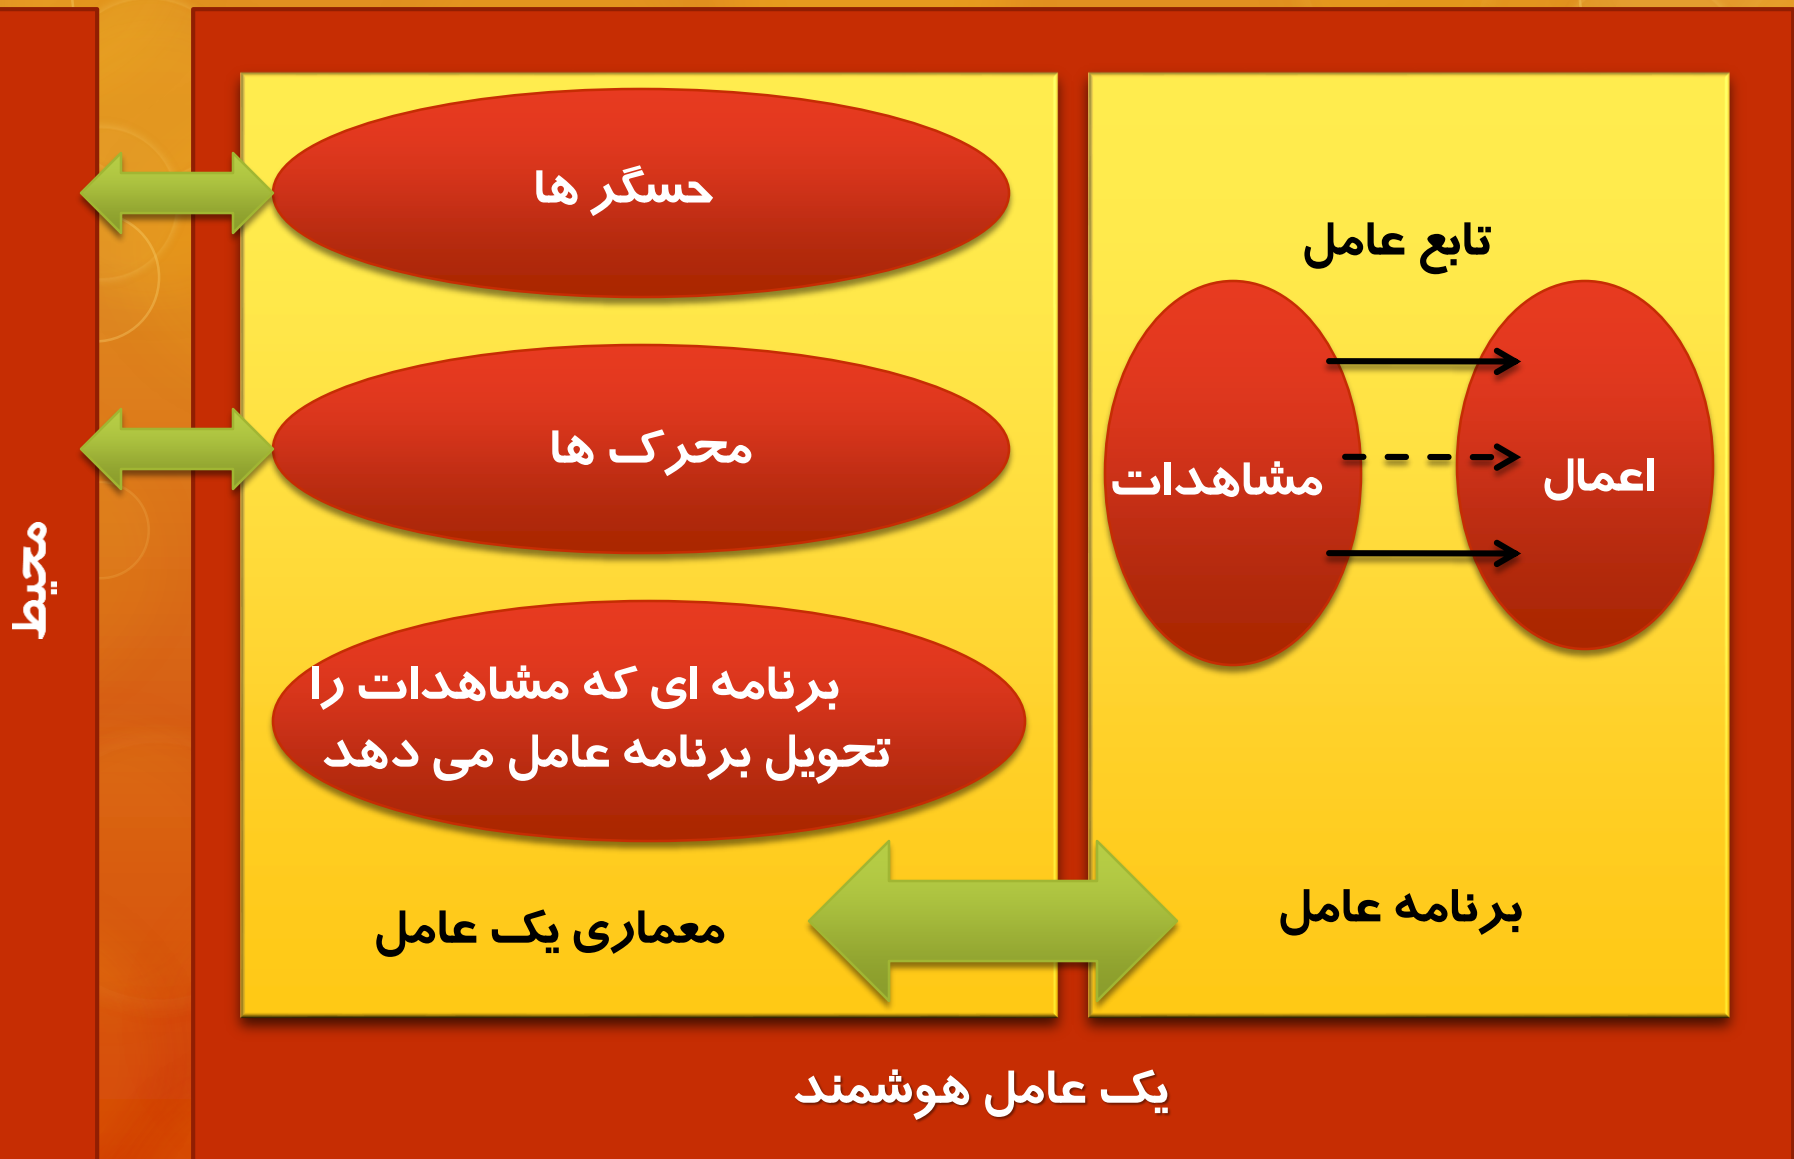 تابع عامل
مشاهدات
اعمال
برنامه عامل
حسگر ها
محرک ها
برنامه ای که مشاهدات را
تحویل برنامه عامل می دهد
معماری یک عامل
محیط
یک عامل هوشمند